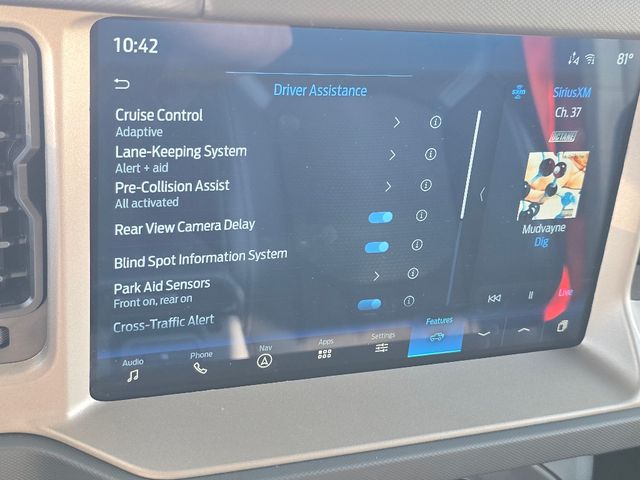 10:42
81°
Driver Assistance
Cruise Control
Adaptive
Lane-Keeping System
Alert + aid
Pre-Collision Assist
All activated
Rear View Camera Delay
Blind Spot Information System
Park Aid Sensors
Front on, rear on
Cross-Traffic Alert
sxm
SiriusXM
Ch. 37
OCTANE
Mudvayne
Dig
Live
Audio
Phone
Nav
Apps
Settings
Features